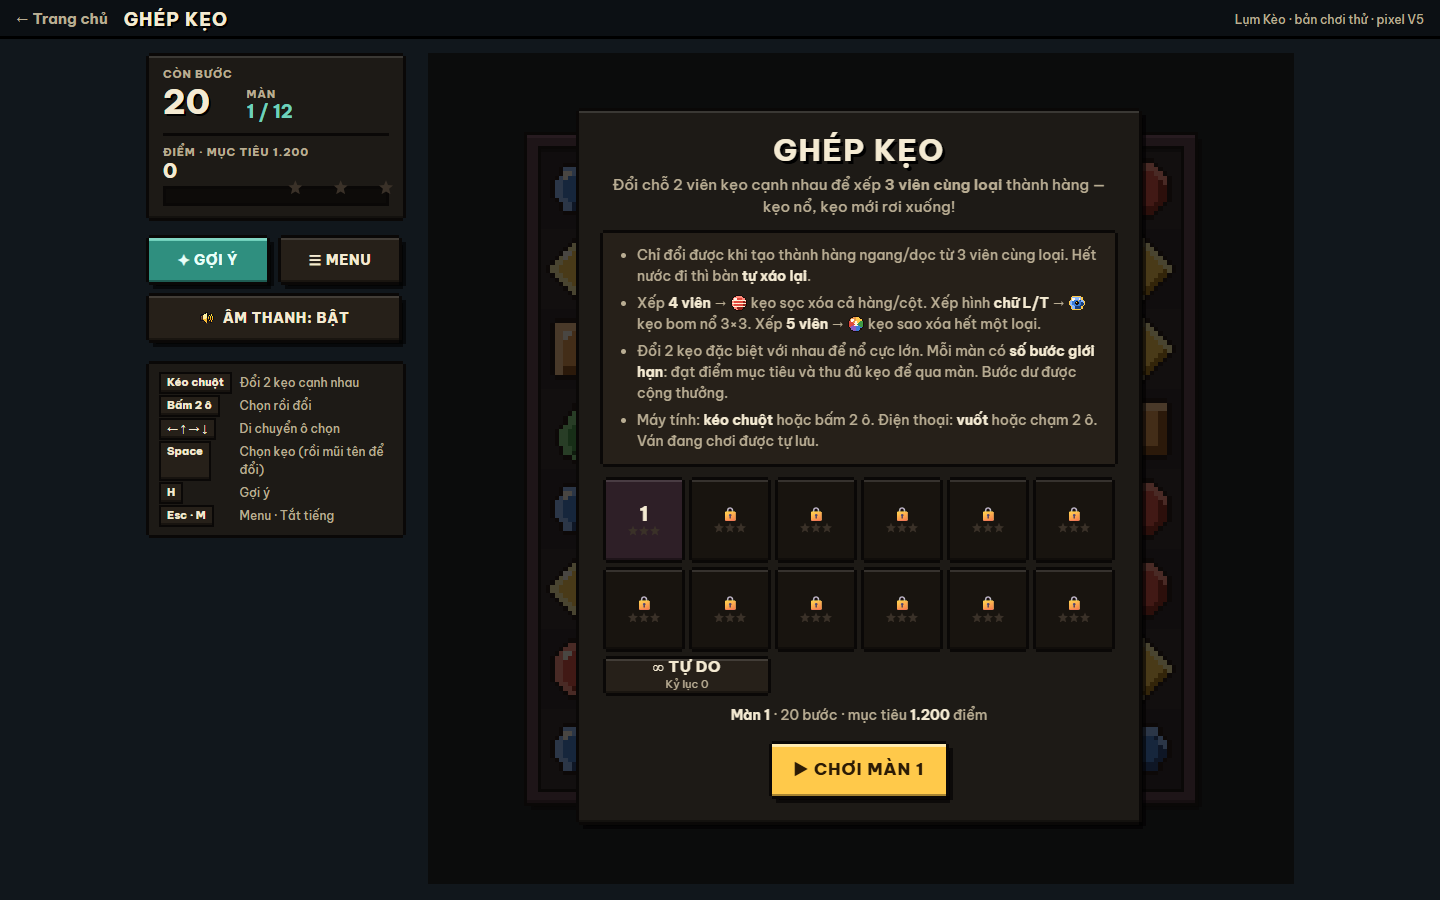 ← Trang chủ GHÉP KẸO
Lụm Kèo · bản chơi thử · pixel V5
CÒN BƯỚC
20
MÀN
1 / 12
ĐIỂM · MỤC TIÊU 1.200
0
✦ GỢI Ý
☰ MENU
ÂM THANH: BẬT
Kéo chuột Đổi 2 kẹo cạnh nhau
Bấm 2 ô Chọn rồi đổi
←↑→↓ Di chuyển ô chọn
Space Chọn kẹo (rồi mũi tên để
đổi)
H Gợi ý
Esc · M Menu · Tắt tiếng
GHÉP KẸO
Đổi chỗ 2 viên kẹo cạnh nhau để xếp 3 viên cùng loại thành hàng —
kẹo nổ, kẹo mới rơi xuống!
• Chỉ đổi được khi tạo thành hàng ngang/dọc từ 3 viên cùng loại. Hết
nước đi thì bàn tự xáo lại.
• Xếp 4 viên → kẹo sọc xóa cả hàng/cột. Xếp hình chữ L/T →
kẹo bom nổ 3×3. Xếp 5 viên → kẹo sao xóa hết một loại.
• Đổi 2 kẹo đặc biệt với nhau để nổ cực lớn. Mỗi màn có số bước giới
hạn: đạt điểm mục tiêu và thu đủ kẹo để qua màn. Bước dư được
cộng thưởng.
• Máy tính: kéo chuột hoặc bấm 2 ô. Điện thoại: vuốt hoặc chạm 2 ô.
Ván đang chơi được tự lưu.
1
∞ TỰ DO
Kỷ lục 0
Màn 1 · 20 bước · mục tiêu 1.200 điểm
▶ CHƠI MÀN 1